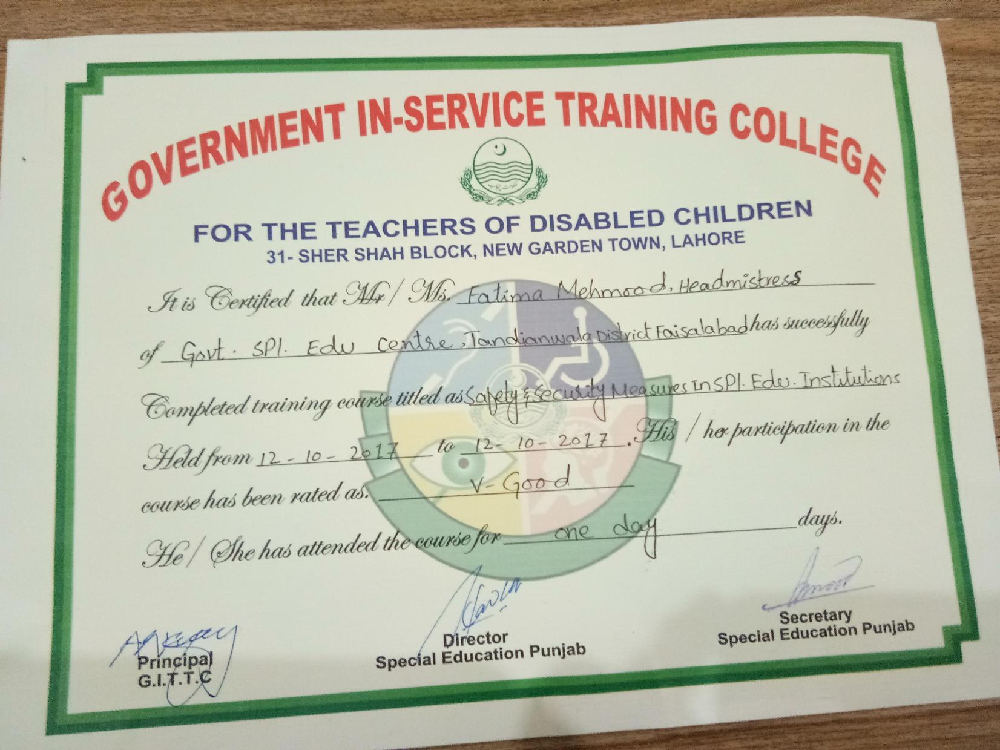 GOVERNMENT IN-SERVICE TRAINING COLLEGE
FOR THE TEACHERS OF DISABLED CHILDREN
31- SHER SHAH BLOCK, NEW GARDEN TOWN, LAHORE
It is Certified that Mr/ Ms. Fatima Mehmood, Headmistress
of Govt. SPl. Edu Centre, Tandianwala District Faisalabad has successfully
Completed training course titled as Safety & Security Measures In SPl. Edu. Institutions
Held from 12-10-2017 to 12-10-2017. His / her participation in the
course has been rated as. V-Good
He/ She has attended the course for one day days.
Principal
G.I.T.T.C
Director
Special Education Punjab
Secretary
Special Education Punjab